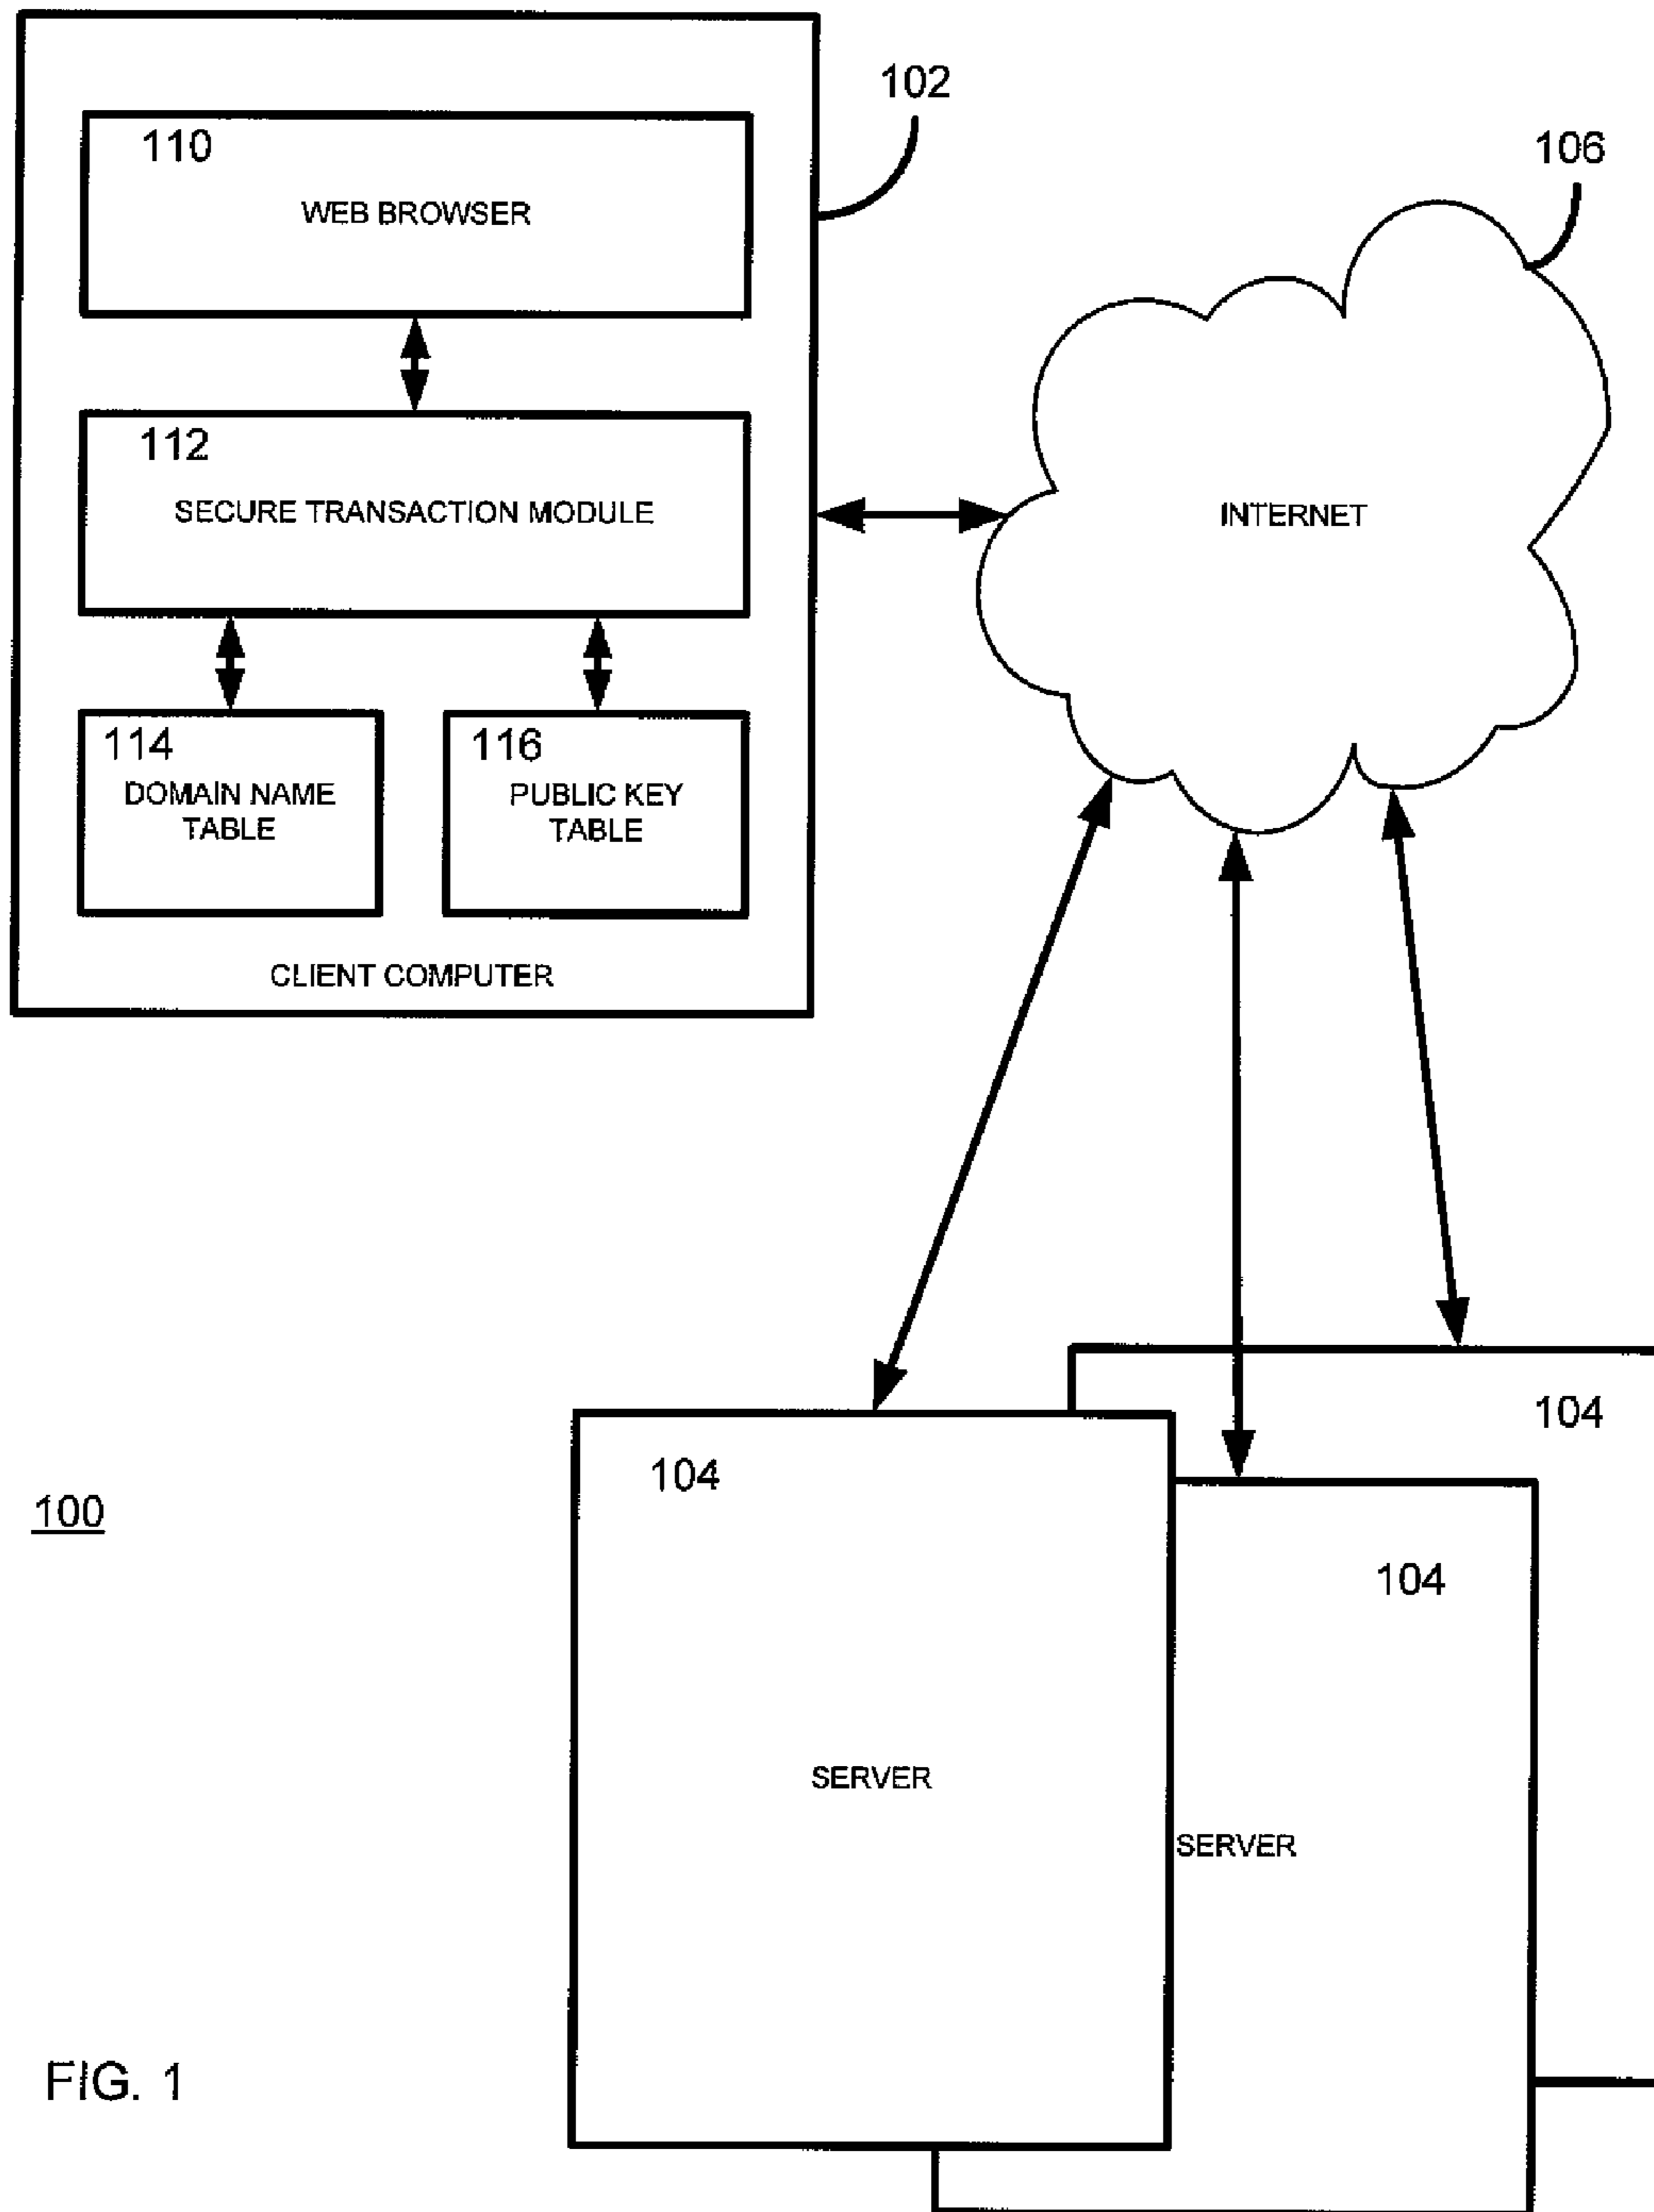 102
110
WEB BROWSER
106
112
SECURE TRANSACTION MODULE
INTERNET
114
DOMAIN NAME
TABLE
116
PUBLIC KEY
TABLE
CLIENT COMPUTER
104
104
SERVER
104
SERVER
100
FIG. 1